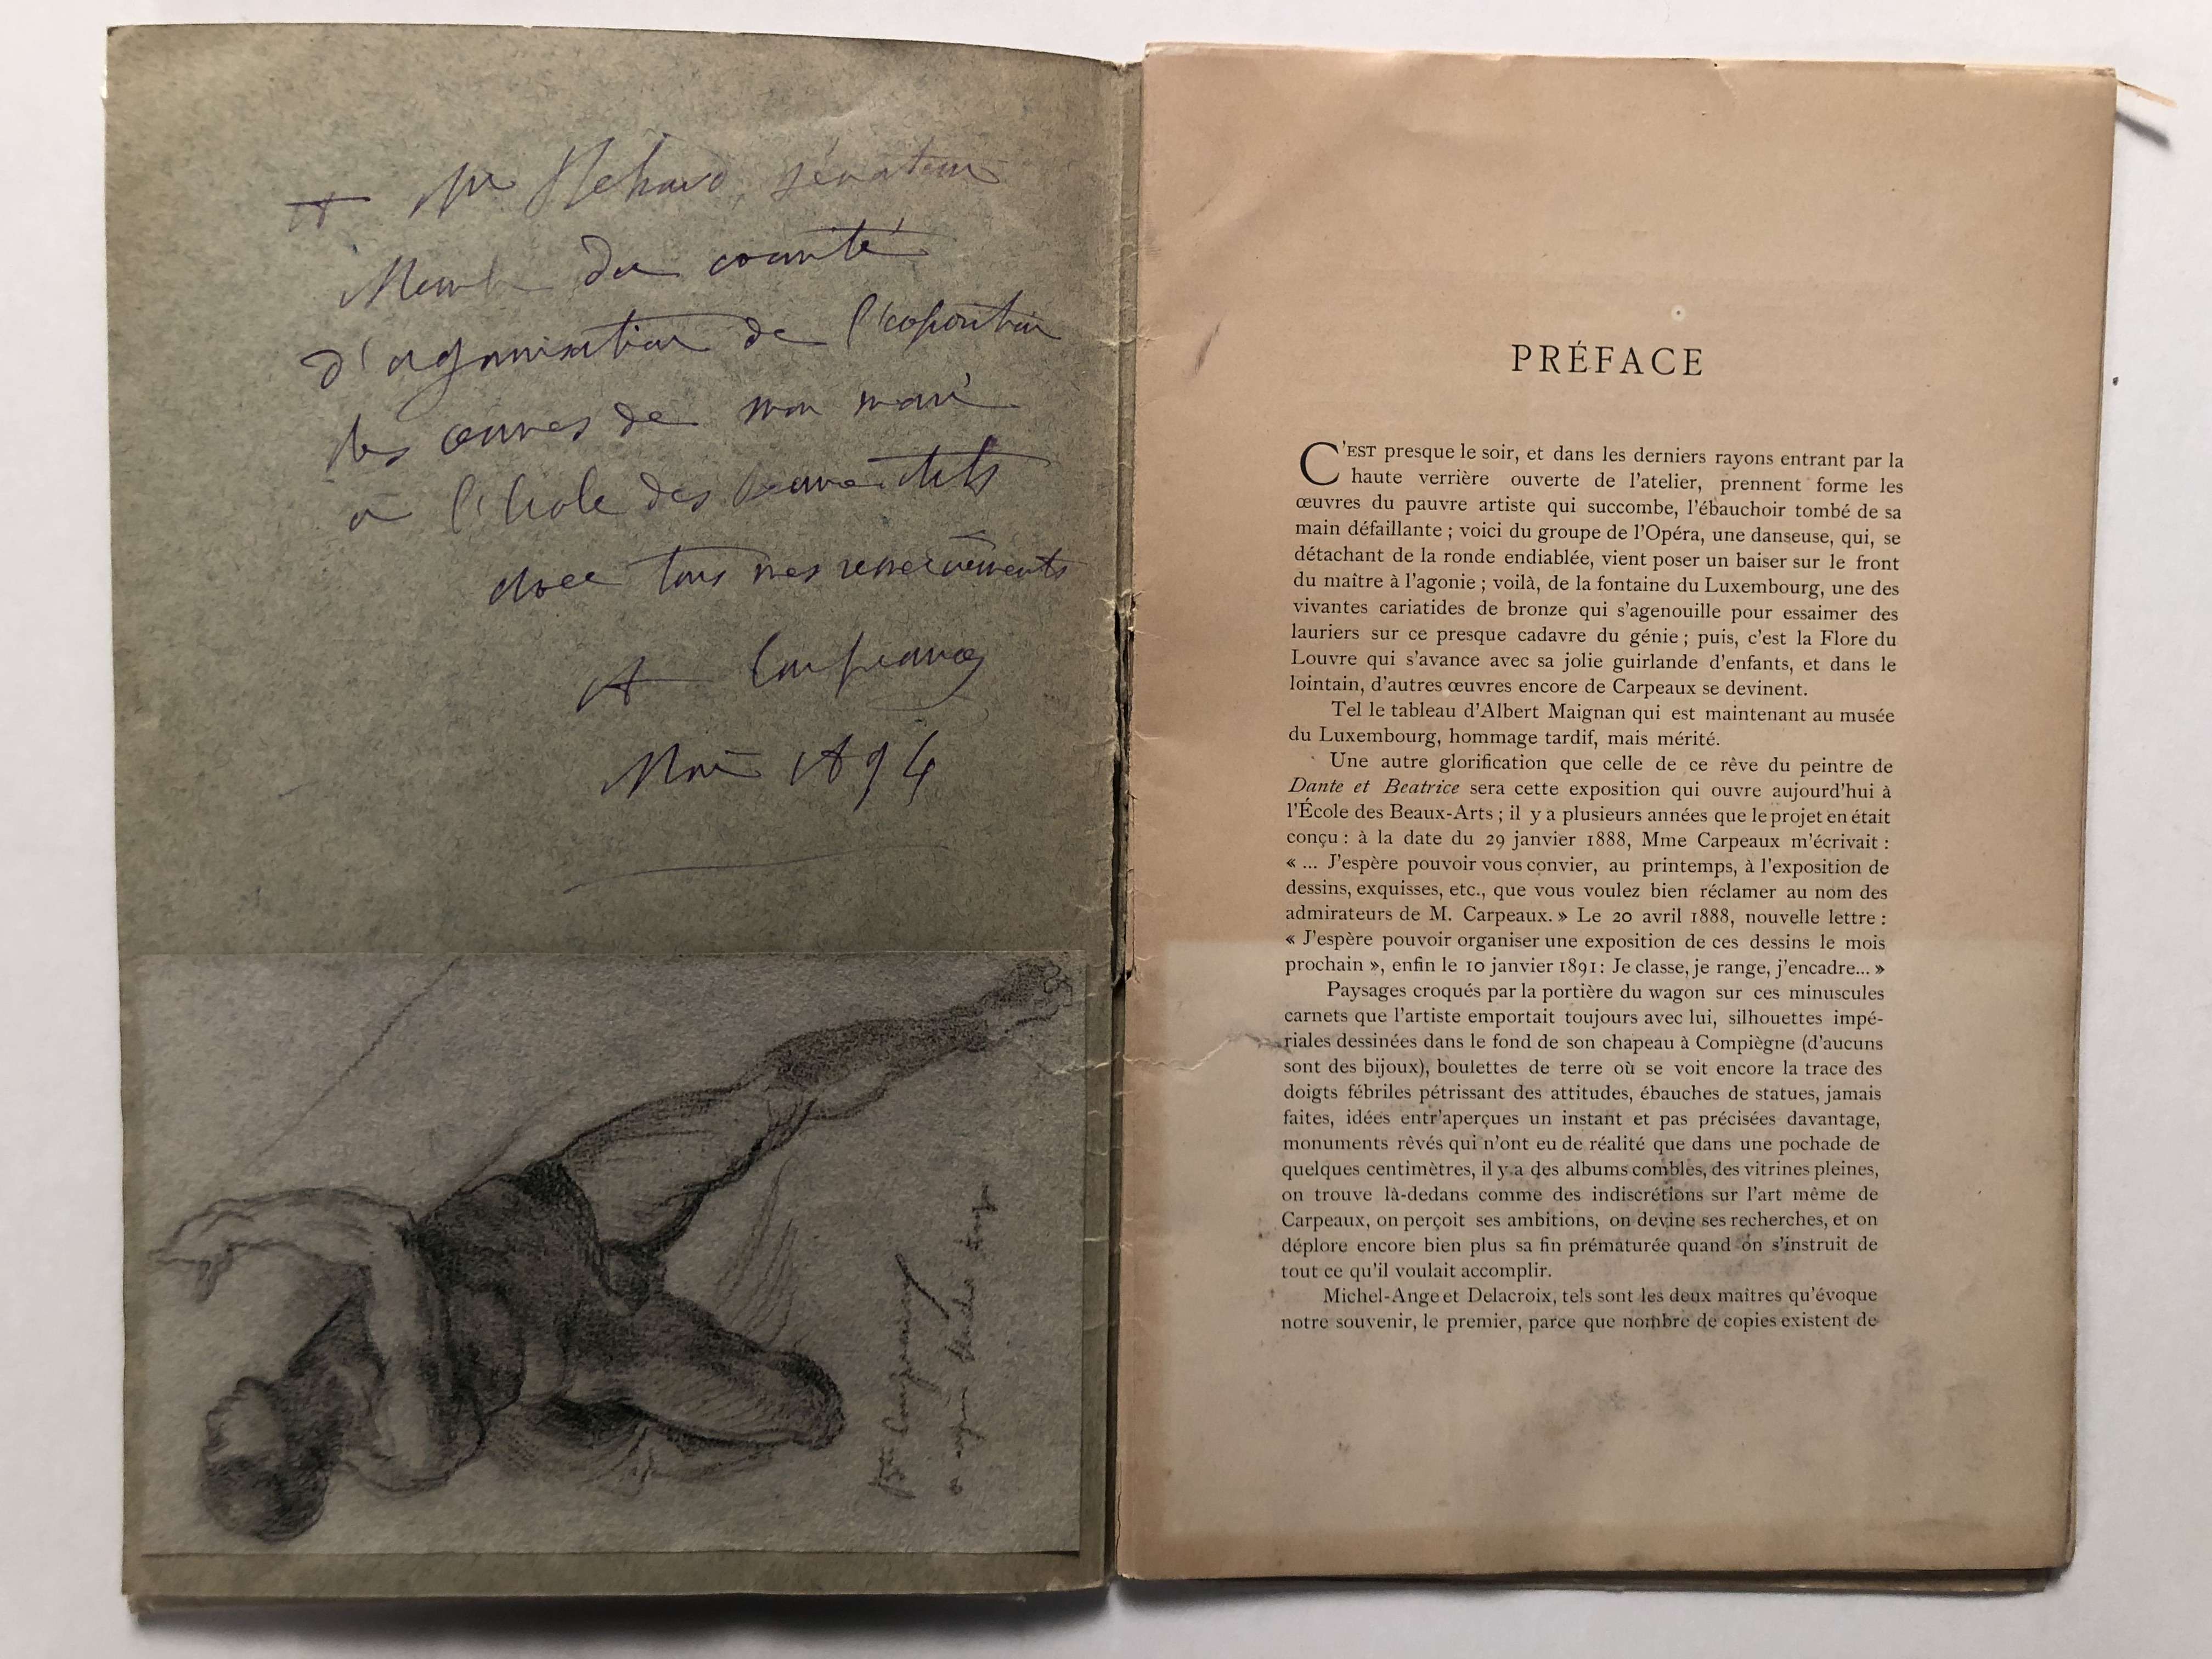 A Mr sénateur
Membre du comité
d'organisation de l'exposition
des œuvres de mon mari
à l'école des beaux arts
avec tous mes remerciements
A Carpeaux
Mai 1894
Bte Carpeaux
PRÉFACE
C'EST presque le soir, et dans les derniers rayons entrant par la
haute verrière ouverte de l'atelier, prennent forme les
œuvres du pauvre artiste qui succombe, l'ébauchoir tombé de sa
main défaillante ; voici du groupe de l'Opéra, une danseuse, qui, se
détachant de la ronde endiablée, vient poser un baiser sur le front
du maître à l'agonie ; voilà, de la fontaine du Luxembourg, une des
vivantes cariatides de bronze qui s'agenouille pour essaimer des
lauriers sur ce presque cadavre du génie ; puis, c'est la Flore du
Louvre qui s'avance avec sa jolie guirlande d'enfants, et dans le
lointain, d'autres œuvres encore de Carpeaux se devinent.
Tel le tableau d'Albert Maignan qui est maintenant au musée
du Luxembourg, hommage tardif, mais mérité.
Une autre glorification que celle de ce rêve du peintre de
Dante et Beatrice sera cette exposition qui ouvre aujourd'hui à
l'École des Beaux-Arts ; il y a plusieurs années que le projet en était
conçu : à la date du 29 janvier 1888, Mme Carpeaux m'écrivait :
« ... J'espère pouvoir vous convier, au printemps, à l'exposition de
dessins, exquisses, etc., que vous voulez bien réclamer au nom des
admirateurs de M. Carpeaux. » Le 20 avril 1888, nouvelle lettre :
« J'espère pouvoir organiser une exposition de ces dessins le mois
prochain », enfin le 10 janvier 1891: Je classe, je range, j'encadre... »
Paysages croqués par la portière du wagon sur ces minuscules
carnets que l'artiste emportait toujours avec lui, silhouettes impé-
riales dessinées dans le fond de son chapeau à Compiègne (d'aucuns
sont des bijoux), boulettes de terre où se voit encore la trace des
doigts fébriles pétrissant des attitudes, ébauches de statues, jamais
faites, idées entr'aperçues un instant et pas précisées davantage,
monuments rêvés qui n'ont eu de réalité que dans une pochade de
quelques centimètres, il y a des albums combles, des vitrines pleines,
on trouve là-dedans comme des indiscrétions sur l'art même de
Carpeaux, on perçoit ses ambitions, on devine ses recherches, et on
déplore encore bien plus sa fin prématurée quand on s'instruit de
tout ce qu'il voulait accomplir.
Michel-Ange et Delacroix, tels sont les deux maîtres qu'évoque
notre souvenir, le premier, parce que nombre de copies existent de